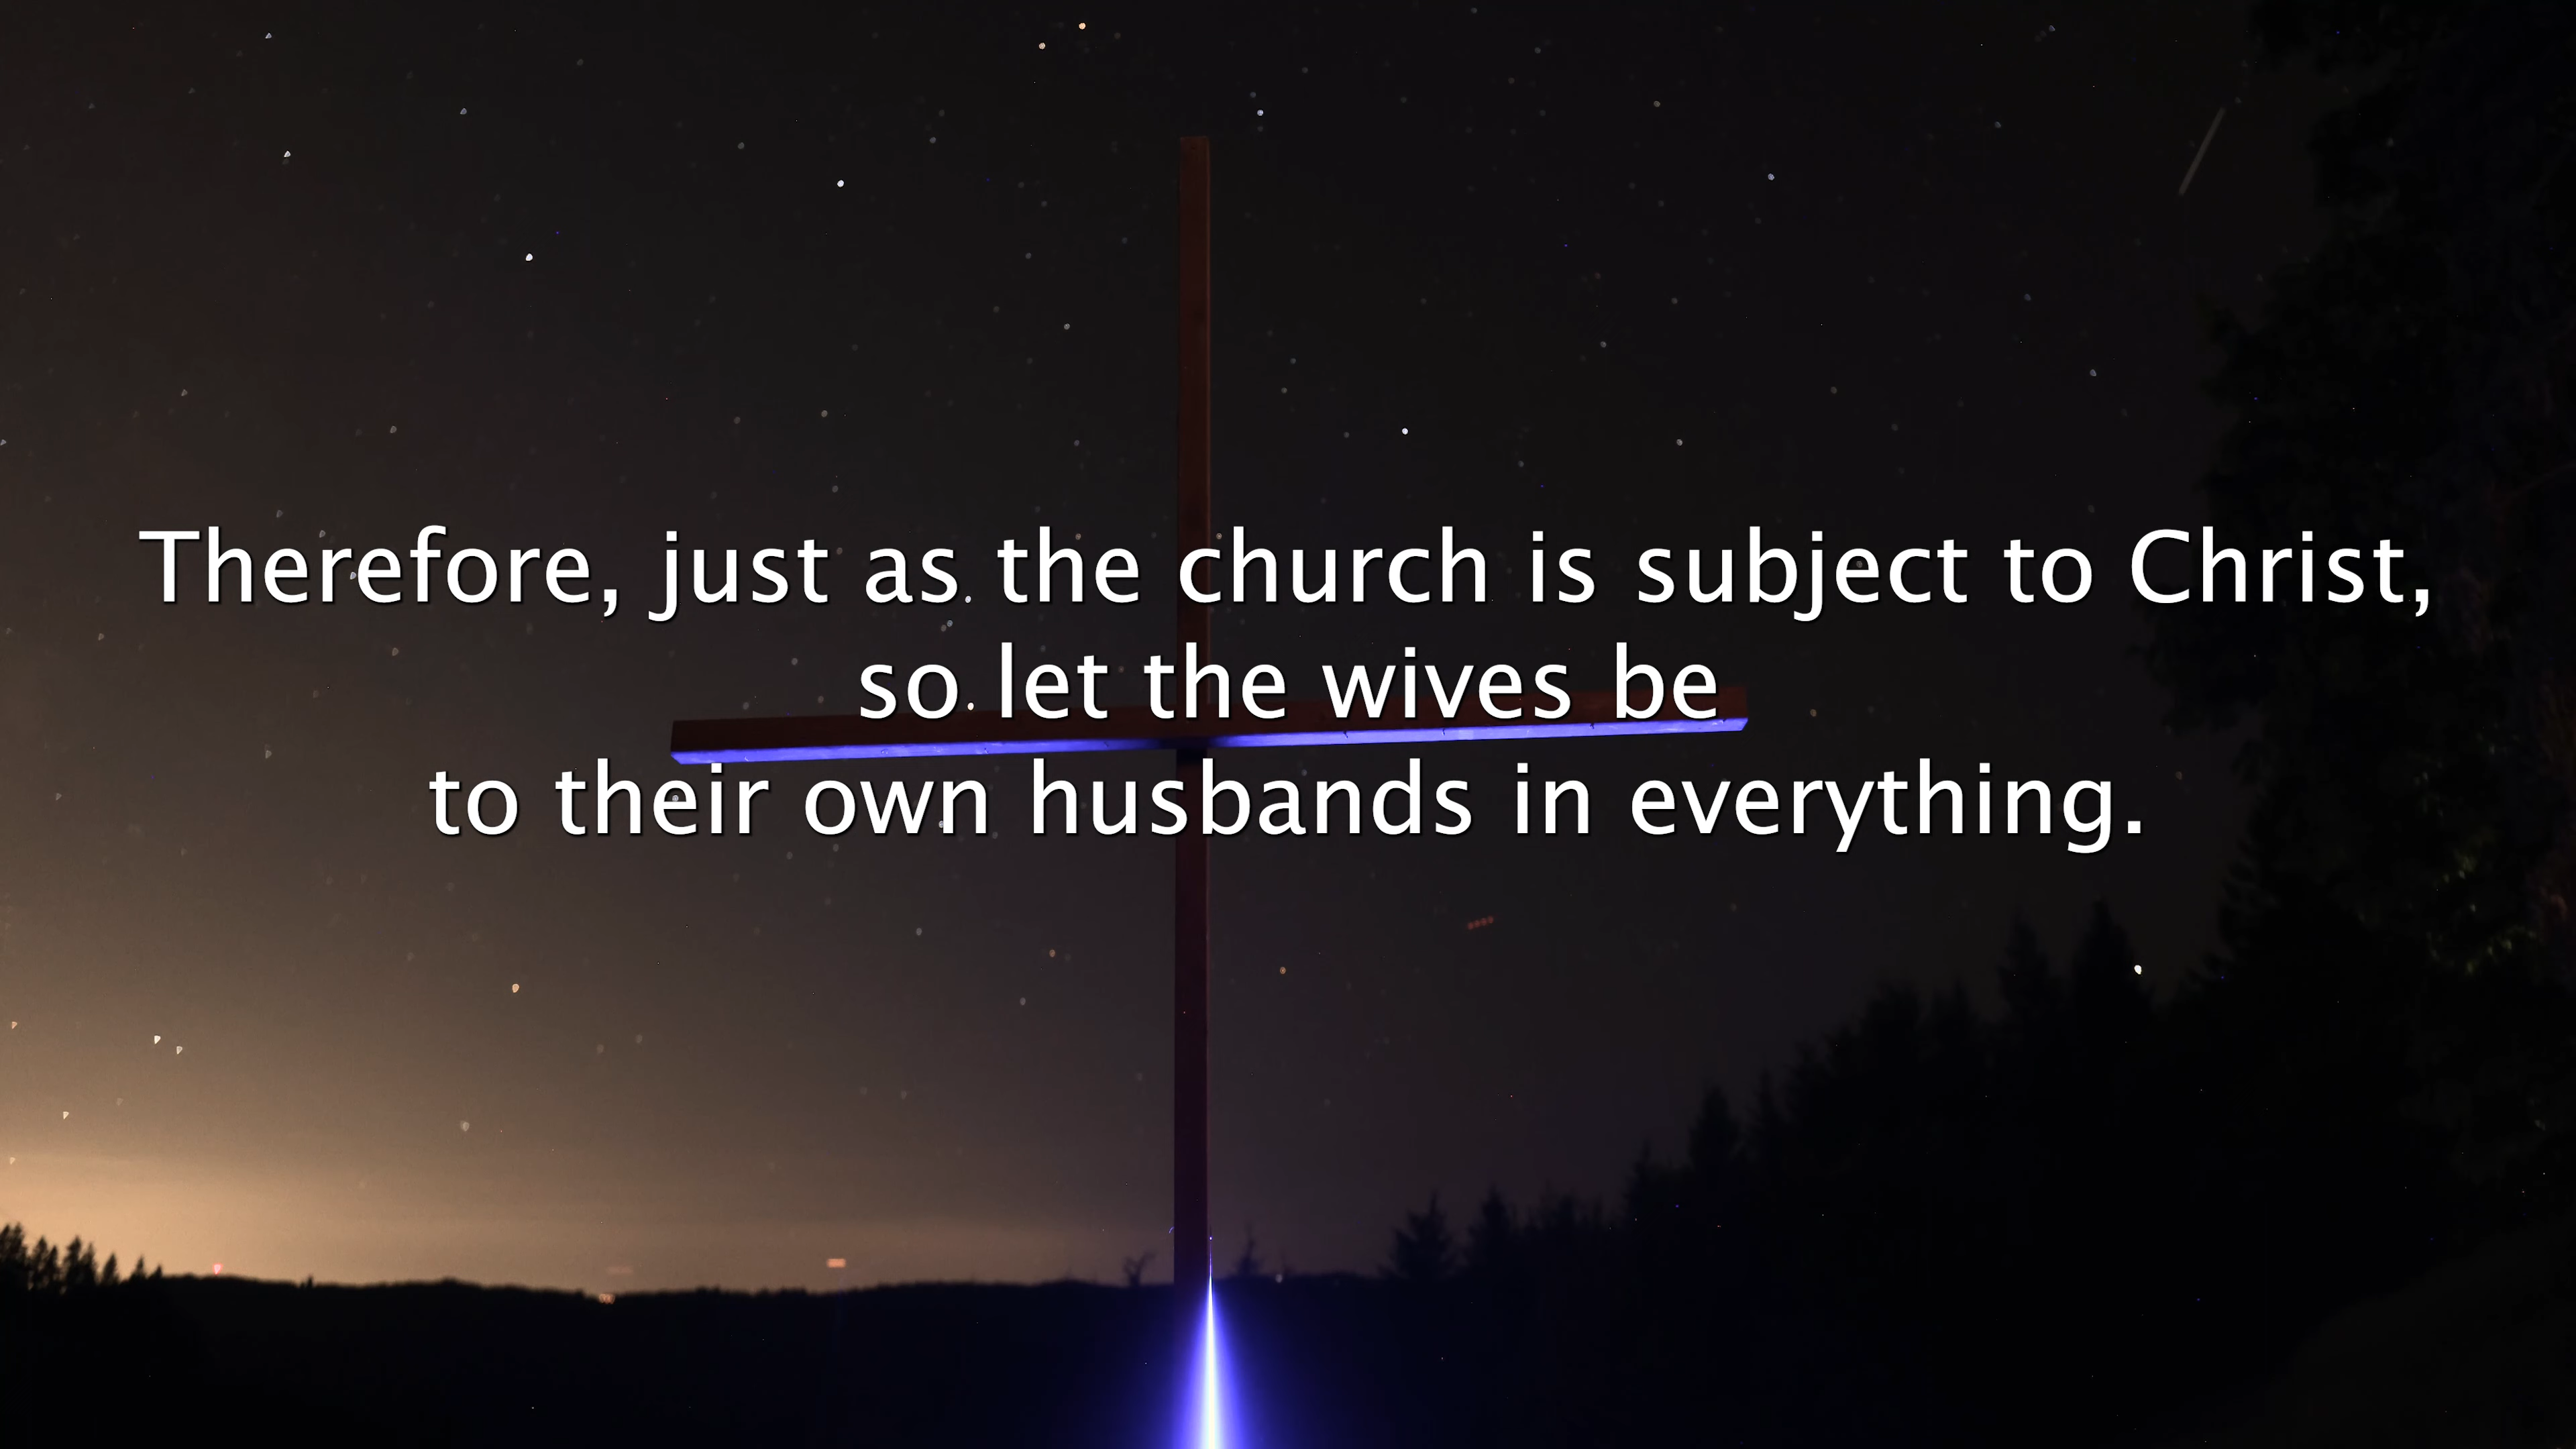 Therefore, just as the church is subject to Christ,
so let the wives be
to their own husbands in everything.